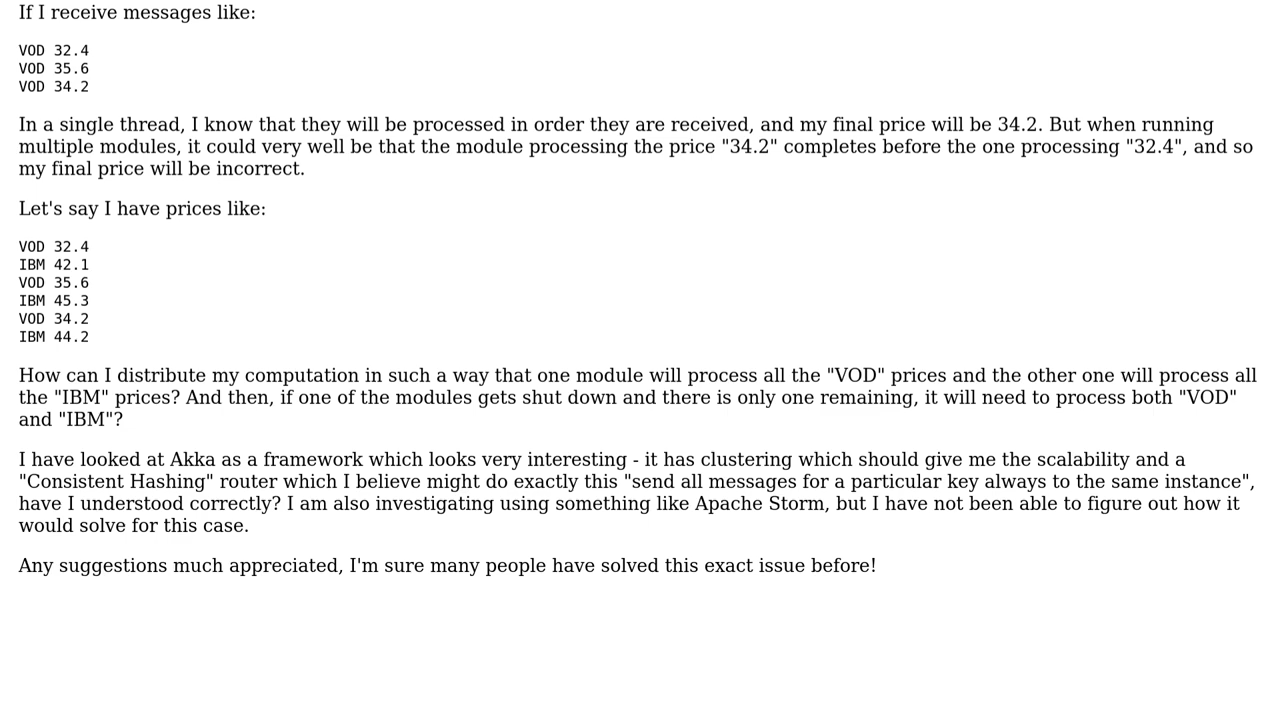 If I receive messages like:
VOD 32.4
VOD 35.6
VOD 34.2
In a single thread, I know that they will be processed in order they are received, and my final price will be 34.2. But when running
multiple modules, it could very well be that the module processing the price "34.2" completes before the one processing "32.4", and so
my final price will be incorrect.
Let's say I have prices like:
VOD 32.4
IBM 42.1
VOD 35.6
IBM 45.3
VOD 34.2
IBM 44.2
How can I distribute my computation in such a way that one module will process all the "VOD" prices and the other one will process all
the "IBM" prices? And then, if one of the modules gets shut down and there is only one remaining, it will need to process both "VOD"
and "IBM"?
I have looked at Akka as a framework which looks very interesting - it has clustering which should give me the scalability and a
"Consistent Hashing" router which I believe might do exactly this "send all messages for a particular key always to the same instance",
have I understood correctly? I am also investigating using something like Apache Storm, but I have not been able to figure out how it
would solve for this case.
Any suggestions much appreciated, I'm sure many people have solved this exact issue before!